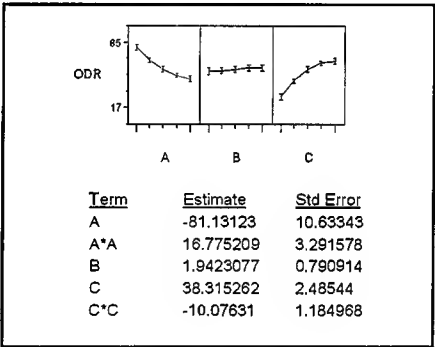 85
ODR
17
A B C
Term Estimate Std Error
A -81.13123 10.63343
A*A 16.775209 3.291578
B 1.9423077 0.790914
C 38.315262 2.48544
C*C -10.07631 1.184968